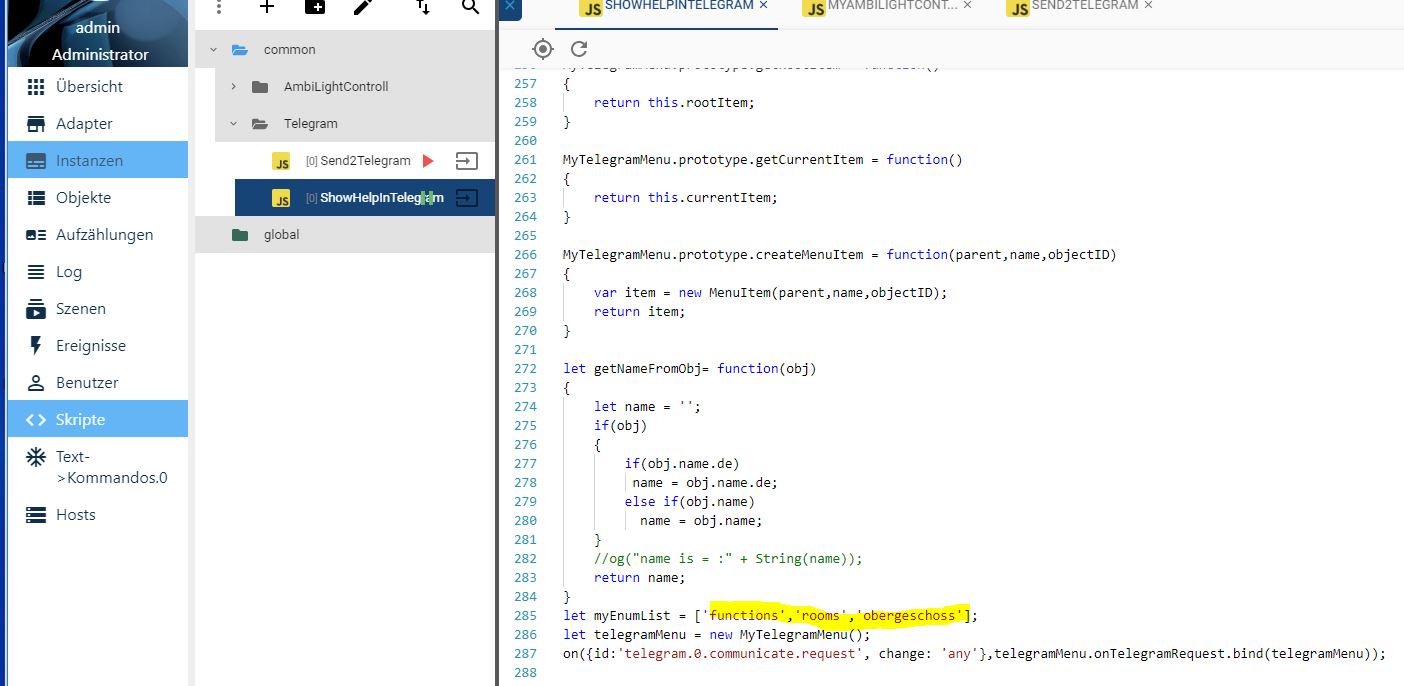 admin
Administrator
Übersicht
Adapter
Instanzen
Objekte
Aufzählungen
Log
Szenen
Ereignisse
Benutzer
Skripte
Text-
>Kommandos.0
Hosts
common
AmbiLightControll
Telegram
JS [0] Send2Telegram
JS [0] ShowHelpInTelegram
global
JS SHOWHELPINTELEGRAM × JS MYAMBILIGHTCONT... × JS SEND2TELEGRAM ×
257 {
258 return this.rootItem;
259 }
260
261 MyTelegramMenu.prototype.getCurrentItem = function()
262 {
263 return this.currentItem;
264 }
265
266 MyTelegramMenu.prototype.createMenuItem = function(parent,name,objectID)
267 {
268 var item = new MenuItem(parent,name,objectID);
269 return item;
270 }
271
272 let getNameFromObj= function(obj)
273 {
274 let name = '';
275 if(obj)
276 {
277 if(obj.name.de)
278 name = obj.name.de;
279 else if(obj.name)
280 name = obj.name;
281 }
282 //og("name is = :" + String(name));
283 return name;
284 }
285 let myEnumList = ['functions','rooms','obergeschoss'];
286 let telegramMenu = new MyTelegramMenu();
287 on({id:'telegram.0.communicate.request', change: 'any'},telegramMenu.onTelegramRequest.bind(telegramMenu));
288